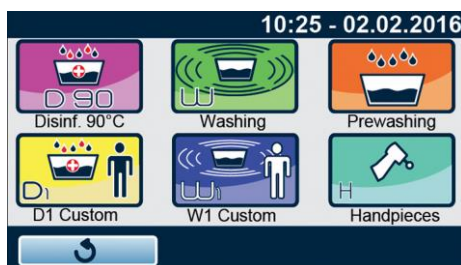 10:25 - 02.02.2016
D 90
W
Disinf. 90°C
Washing
Prewashing
D1
W1
H
D1 Custom
W1 Custom
Handpieces